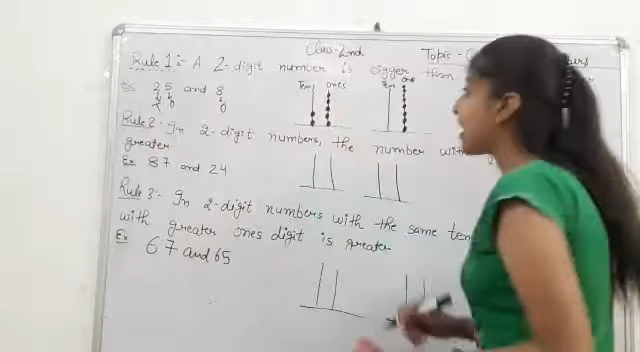 Class-2nd Topic - C
Rule 1:- A 2-digit number is bigger than
Tens ones Tens one
Ex 25 and 8
T O O
Rule 2 - In 2-digit numbers, the number with g
greater
Ex 87 and 24
Rule 3:- In 2-digit numbers with the same ten
with greater ones digit is greater
Ex 67 and 65